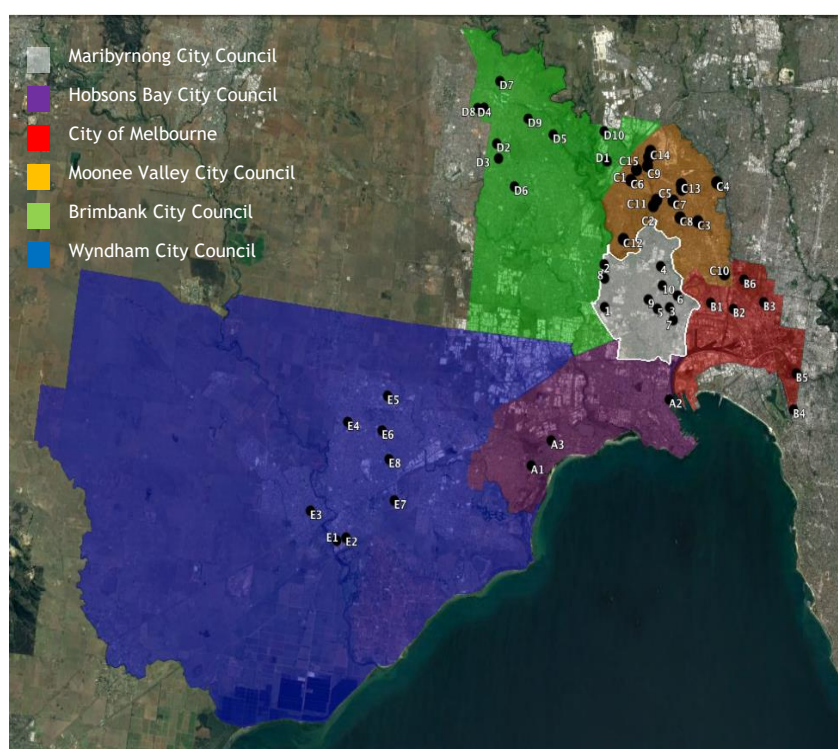 Maribyrnong City Council
Hobsons Bay City Council
City of Melbourne
Moonee Valley City Council
Brimbank City Council
Wyndham City Council
D7
D8 D4
D9
D10
D5
D2
D3
D1
D6
C14
C15
C9
C1
C6
C13
C4
C5
C11
C7
C2
C8
C3
C12
C10
2
8
4
10
1
9
6
5
3
7
B6
B1
B2
B3
B5
B4
A2
A3
A1
E5
E4
E6
E8
E7
E3
E1
E2